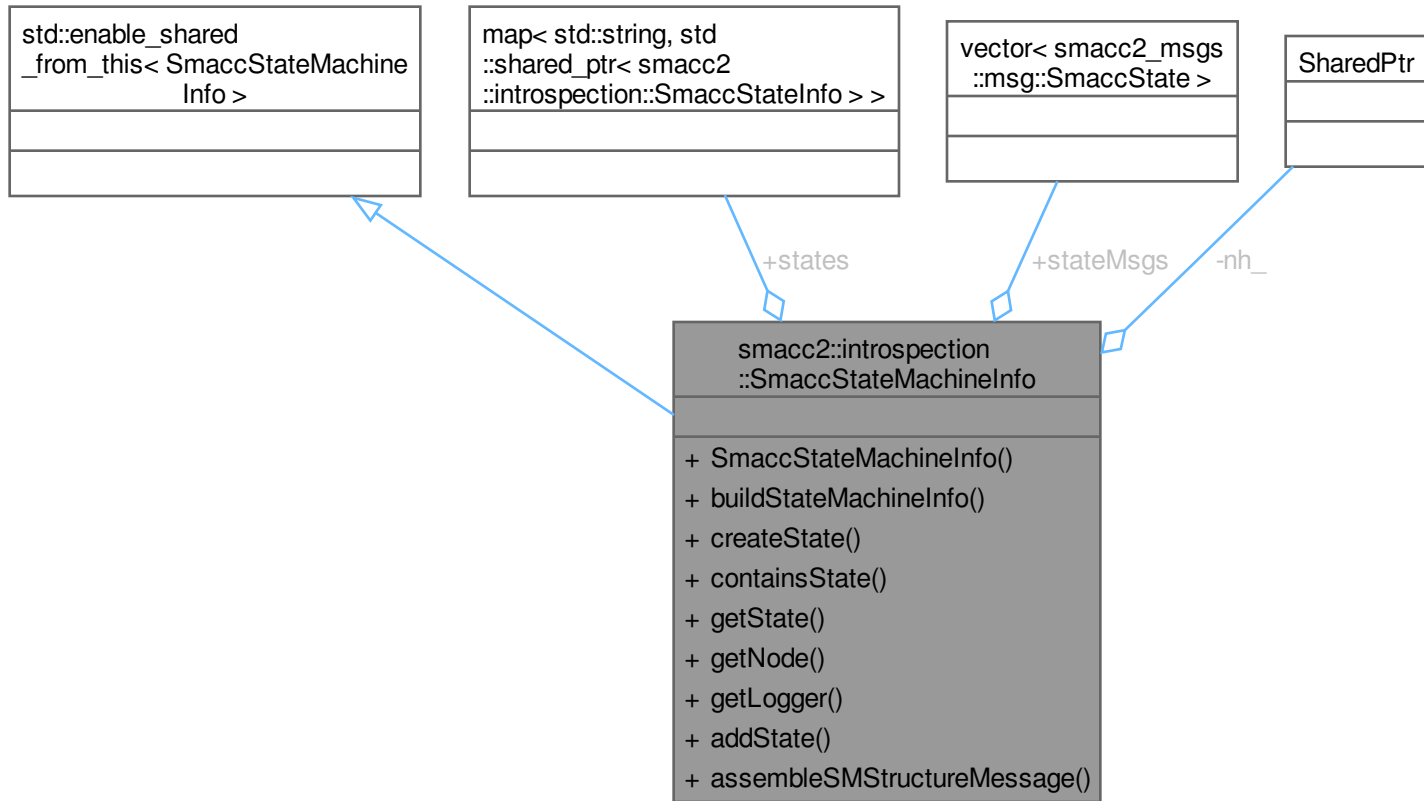 std::enable_shared
_from_this< SmaccStateMachine
Info >
map< std::string, std
::shared_ptr< smacc2
::introspection::SmaccStateInfo > >
vector< smacc2_msgs
::msg::SmaccState >
SharedPtr
+states
+stateMsgs
-nh_
smacc2::introspection
::SmaccStateMachineInfo
+ SmaccStateMachineInfo()
+ buildStateMachineInfo()
+ createState()
+ containsState()
+ getState()
+ getNode()
+ getLogger()
+ addState()
+ assembleSMStructureMessage()